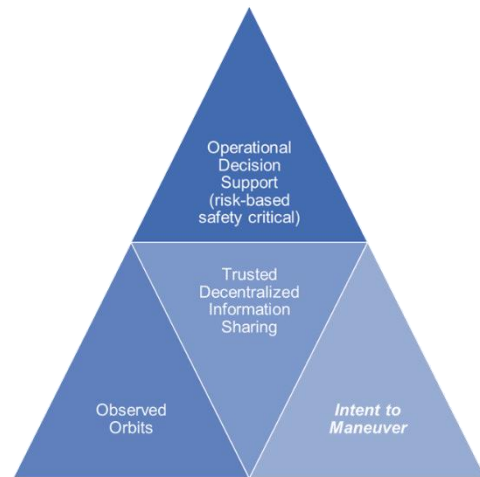 Operational
Decision
Support
(risk-based
safety critical)
Trusted
Decentralized
Information
Sharing
Observed
Orbits
Intent to
Maneuver